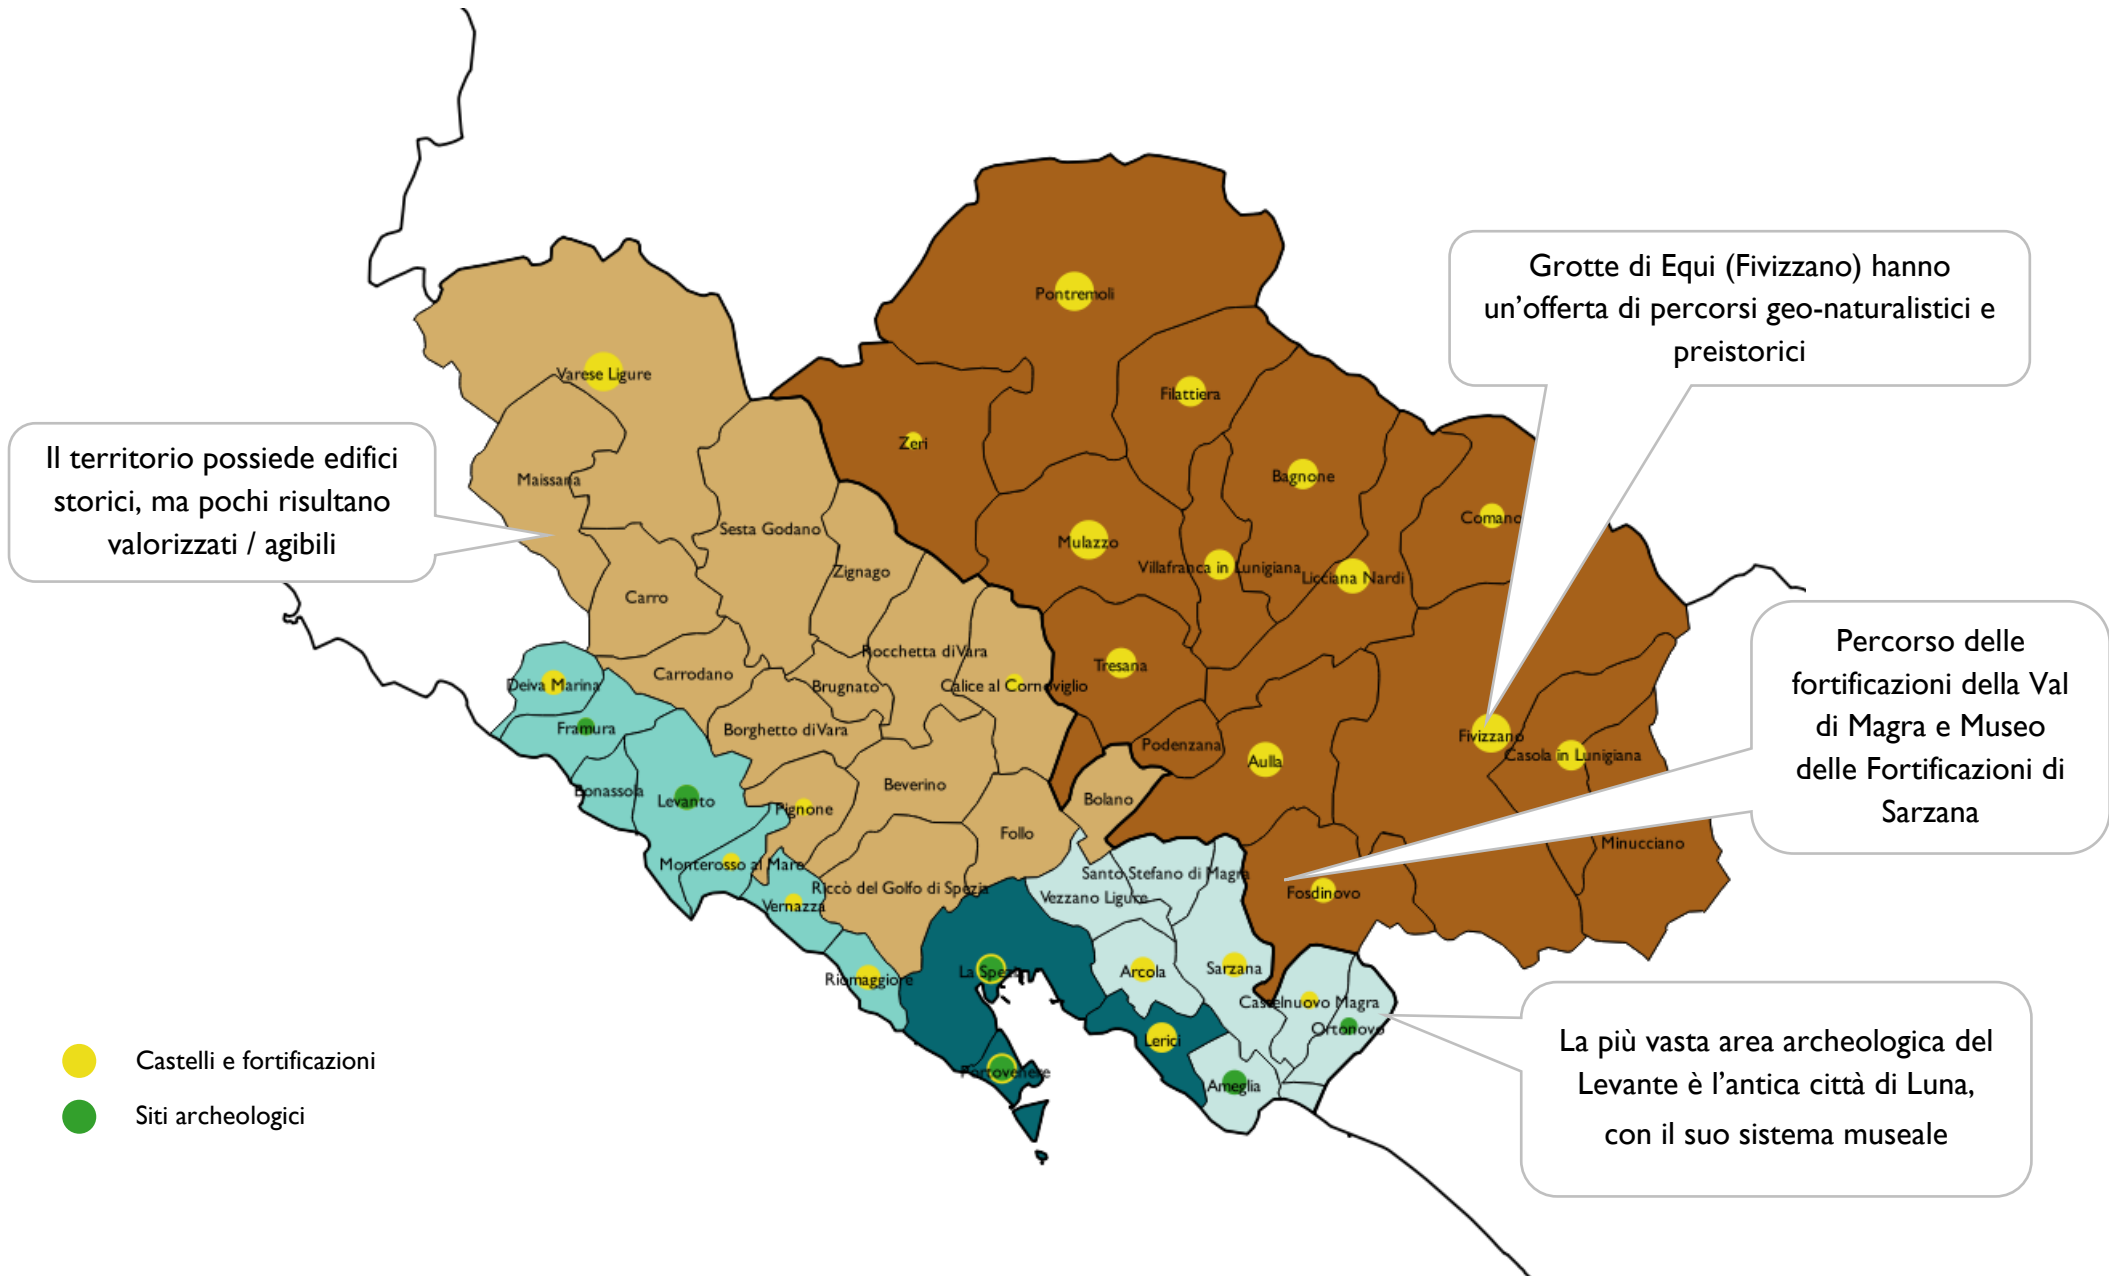 Pontremoli
Grotte di Equi (Fivizzano) hanno
un’offerta di percorsi geo-naturalistici e
preistorici
Varese Ligure
Filattiera
Zeri
Il territorio possiede edifici
storici, ma pochi risultano
valorizzati / agibili
Maissana
Bagnone
Sesta Godano
Comano
Mulazzo
Villafranca in Lunigiana
Licciana Nardi
Zignago
Carro
Rocchetta di Vara
Tresana
Carrodano
Deiva Marina
Brugnato
Calice al Cornoviglio
Percorso delle
fortificazioni della Val
di Magra e Museo
delle Fortificazioni di
Sarzana
Framura
Borghetto di Vara
Podenzana
Fivizzano
Casola in Lunigiana
Aulla
Bonassola
Levanto
Pignone
Beverino
Bolano
Follo
Minucciano
Monterosso al Mare
Santo Stefano di Magra
Riccò del Golfo di Spezia
Vezzano Ligure
Fosdinovo
Vernazza
Riomaggiore
La Spezia
Arcola
Sarzana
Castelnuovo Magra
Ortonovo
Lerici
Portovenere
Ameglia
La più vasta area archeologica del
Levante è l’antica città di Luna,
con il suo sistema museale
Castelli e fortificazioni
Siti archeologici